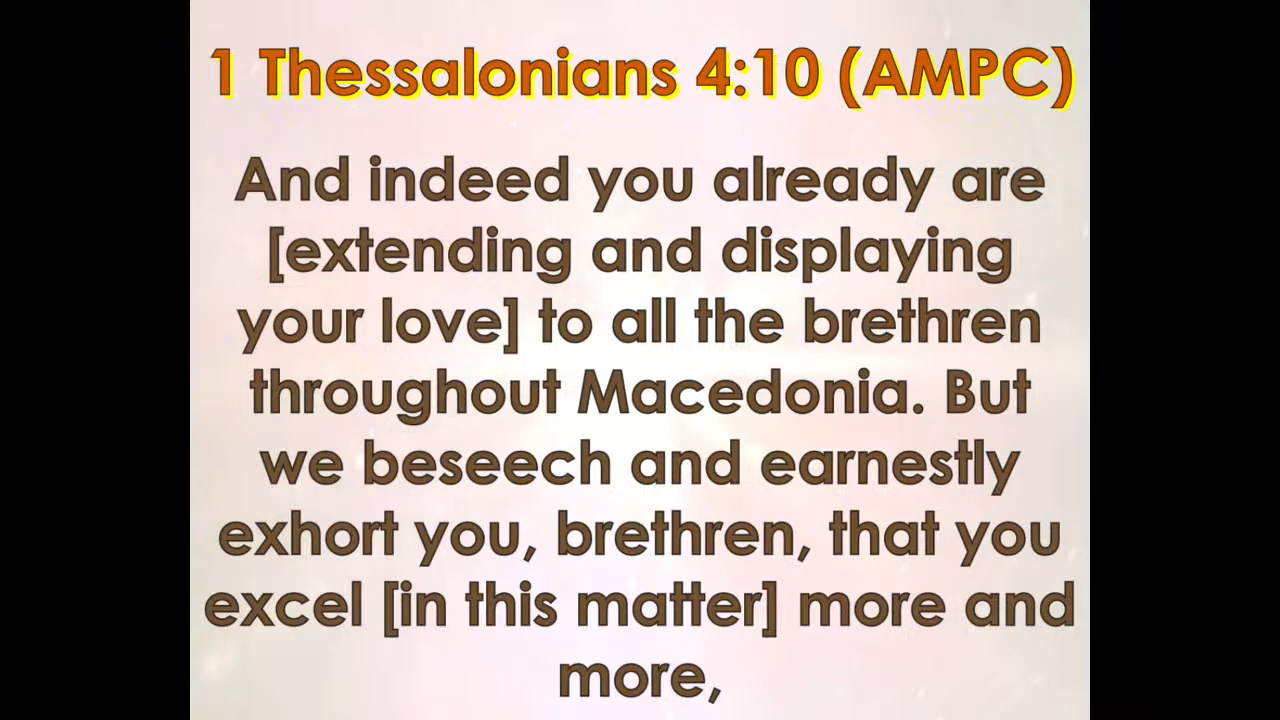 1 Thessalonians 4:10 (AMPC)
And indeed you already are
[extending and displaying
your love] to all the brethren
throughout Macedonia. But
we beseech and earnestly
exhort you, brethren, that you
excel [in this matter] more and
more,